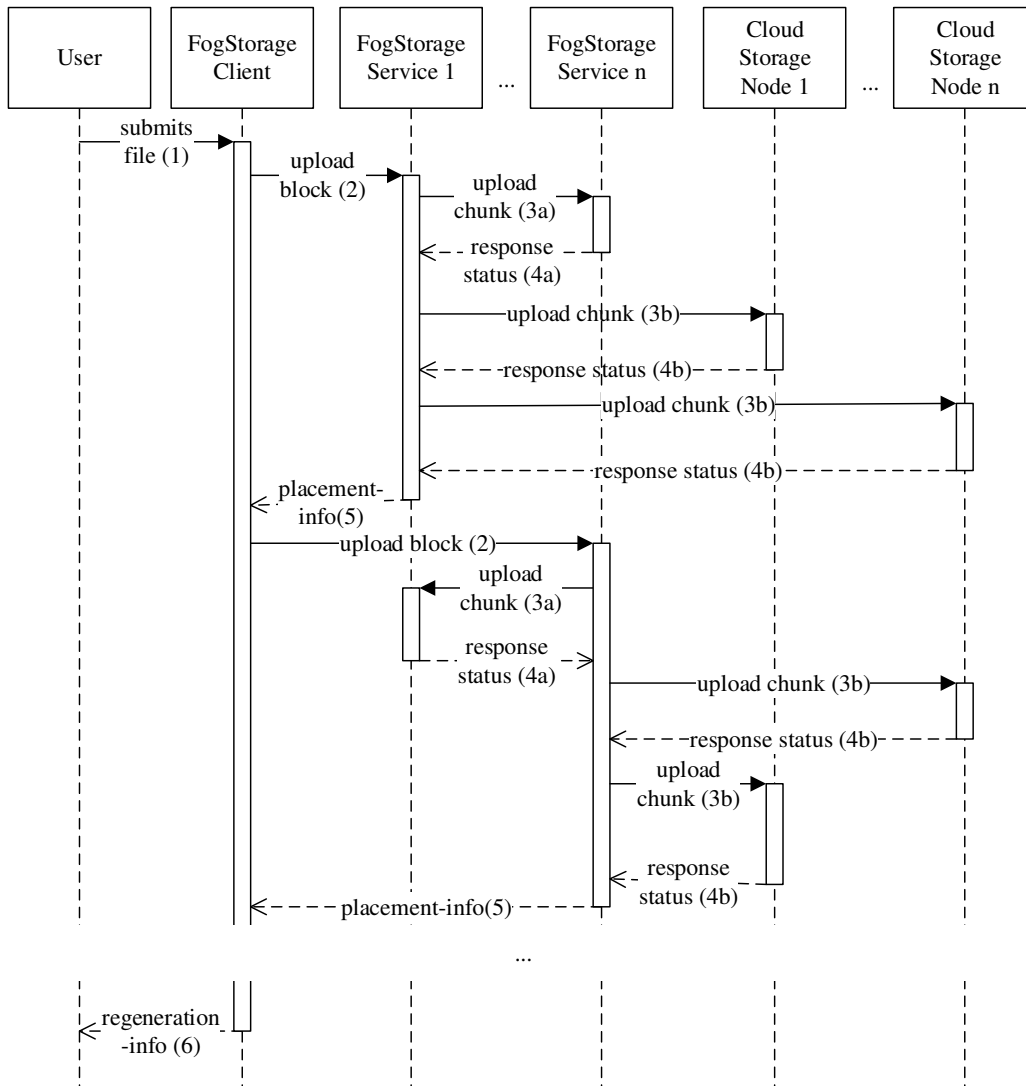 User
FogStorage
Client
FogStorage
Service 1
...
FogStorage
Service n
Cloud
Storage
Node 1
...
Cloud
Storage
Node n
submits
file (1)
upload
block (2)
upload
chunk (3a)
response
status (4a)
upload chunk (3b)
response status (4b)
upload chunk (3b)
response status (4b)
placement-
info(5)
upload block (2)
upload
chunk (3a)
response
status (4a)
upload chunk (3b)
response status (4b)
upload
chunk (3b)
response
status (4b)
placement-info(5)
...
regeneration
-info (6)